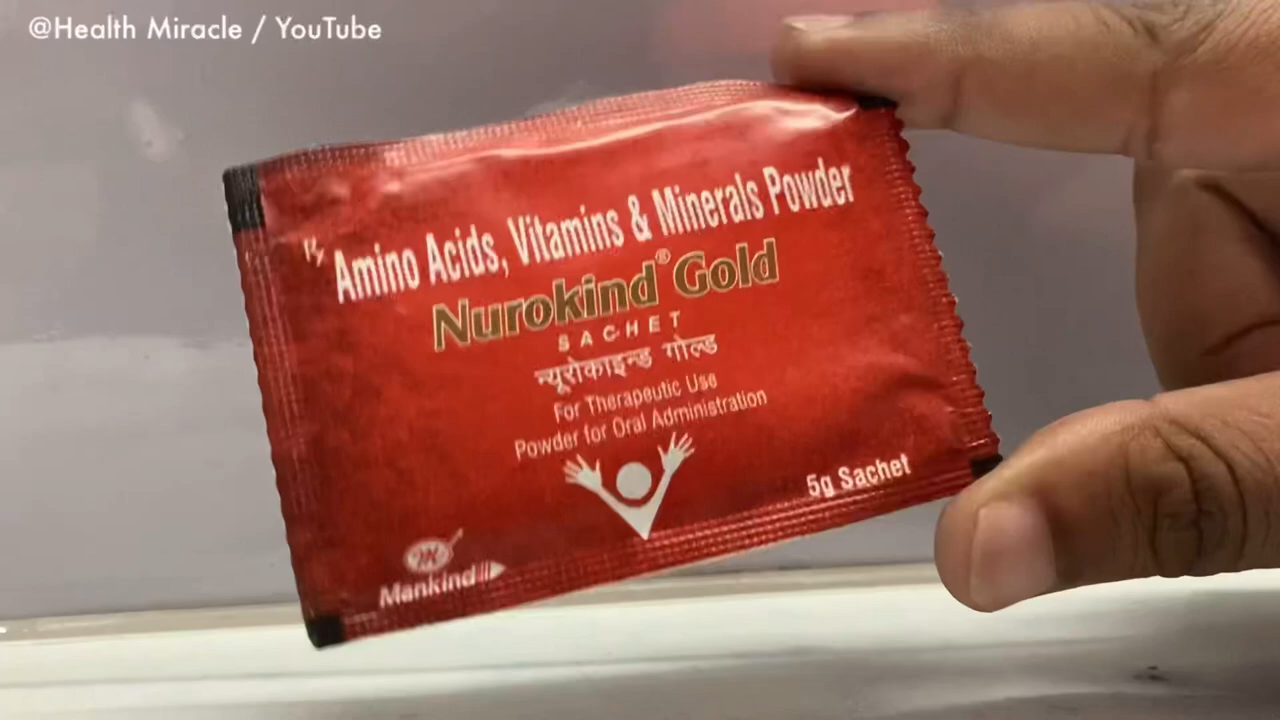 @Health Miracle / YouTube
Rx Amino Acids, Vitamins & Minerals Powder
Nurokind® Gold
SACHET
न्यूरोकाइन्ड गोल्ड
For Therapeutic Use
Powder for Oral Administration
5g Sachet
Mankind